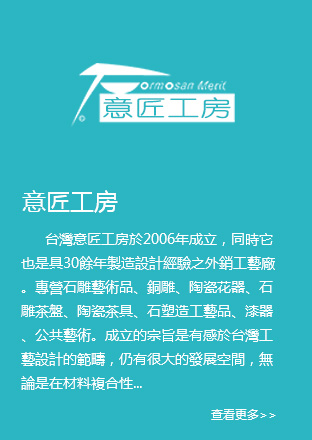 Formosan Merit
意匠工房
意匠工房
台灣意匠工房於2006年成立，同時它
也是具30餘年製造設計經驗之外銷工藝廠
。專營石雕藝術品、銅雕、陶瓷花器、石
雕茶盤、陶瓷茶具、石塑造工藝品、漆器
、公共藝術。成立的宗旨是有感於台灣工
藝設計的範疇，仍有很大的發展空間，無
論是在材料複合性...
查看更多>>